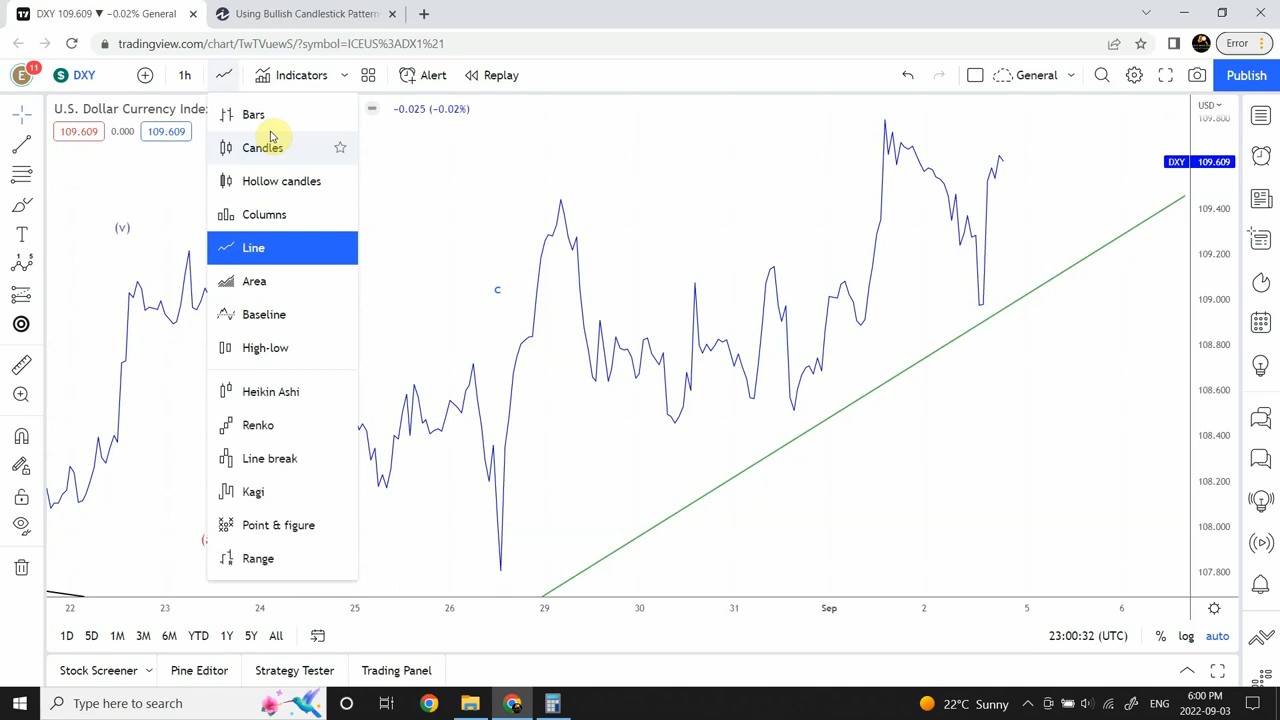 DXY 109.609 ▼ −0.02% General
Using Bullish Candlestick Pattern
tradingview.com/chart/TwTVuewS/?symbol=ICEUS%3ADX1%21
Error
E
11
S
DXY
1h
Indicators
Alert
Replay
General
Publish
U.S. Dollar Currency Index
−0.025 (−0.02%)
109.609
0.000
109.609
Bars
Candles
Hollow candles
Columns
Line
Area
Baseline
High-low
Heikin Ashi
Renko
Line break
Kagi
Point & figure
Range
(v)
c
USD
109.800
DXY 109.609
109.400
109.200
109.000
108.800
108.600
108.400
108.200
108.000
107.800
22
23
24
25
26
29
30
31
Sep
2
5
6
1D
5D
1M
3M
6M
YTD
1Y
5Y
All
23:00:32 (UTC)
%
log
auto
Stock Screener
Pine Editor
Strategy Tester
Trading Panel
Type here to search
22°C Sunny
ENG
6:00 PM
2022-09-03